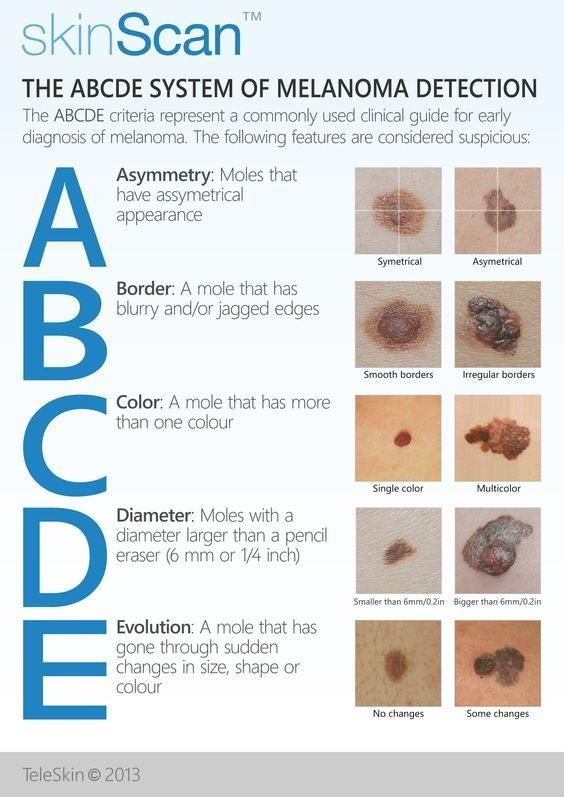 skinScan™
THE ABCDE SYSTEM OF MELANOMA DETECTION
The ABCDE criteria represent a commonly used clinical guide for early
diagnosis of melanoma. The following features are considered suspicious:
A
Asymmetry: Moles that
have assymetrical
appearance
Symetrical
Asymetrical
B
Border: A mole that has
blurry and/or jagged edges
Smooth borders
Irregular borders
C
Color: A mole that has more
than one colour
Single color
Multicolor
D
Diameter: Moles with a
diameter larger than a pencil
eraser (6 mm or 1/4 inch)
Smaller than 6mm/0.2in
Bigger than 6mm/0.2in
E
Evolution: A mole that has
gone through sudden
changes in size, shape or
colour
No changes
Some changes
TeleSkin © 2013